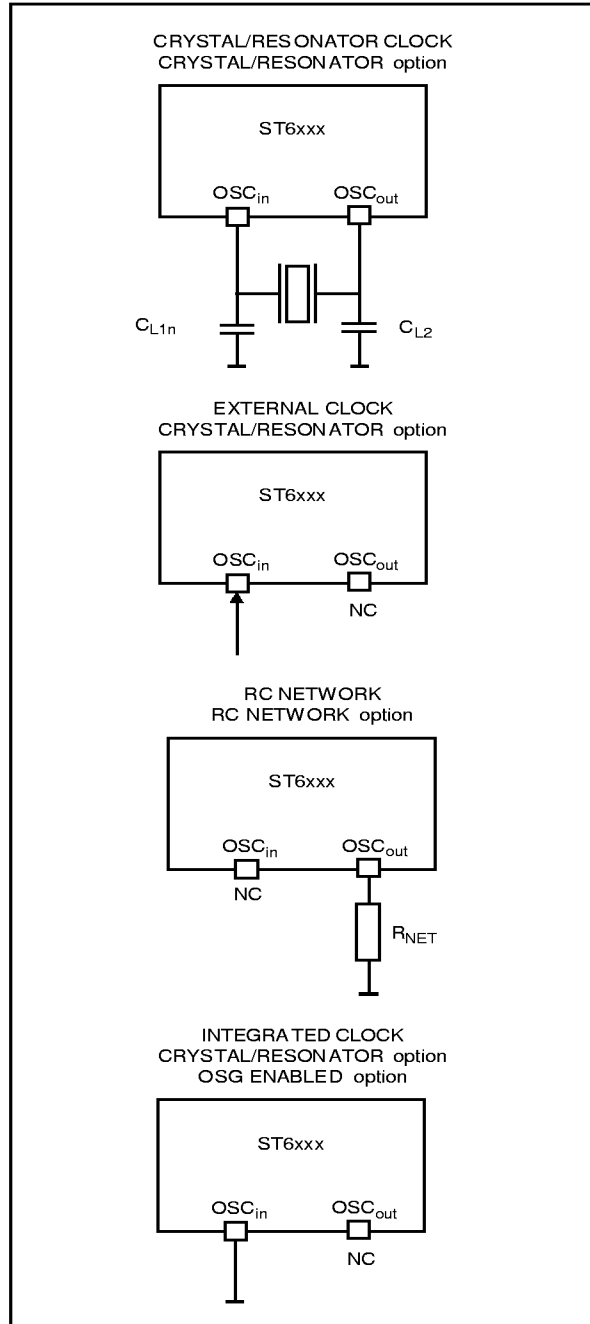 CRYSTAL/RESONATOR CLOCK
CRYSTAL/RESONATOR option
ST6xxx
OSCin OSCout
CL1n CL2
EXTERNAL CLOCK
CRYSTAL/RESONATOR option
ST6xxx
OSCin OSCout
NC
RC NETWORK
RC NETWORK option
ST6xxx
OSCin OSCout
NC
RNET
INTEGRATED CLOCK
CRYSTAL/RESONATOR option
OSG ENABLED option
ST6xxx
OSCin OSCout
NC